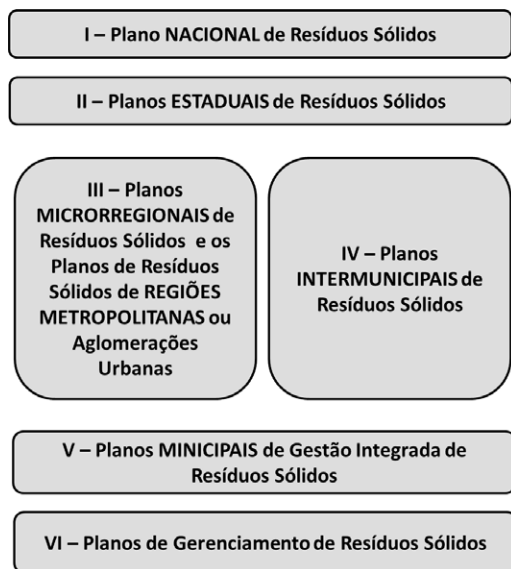 I – Plano NACIONAL de Resíduos Sólidos
II – Planos ESTADUAIS de Resíduos Sólidos
III – Planos
MICRORREGIONAIS de
Resíduos Sólidos e os
Planos de Resíduos
Sólidos de REGIÕES
METROPOLITANAS ou
Aglomerações
Urbanas
IV – Planos
INTERMUNICIPAIS de
Resíduos Sólidos
V – Planos MINICIPAIS de Gestão Integrada de
Resíduos Sólidos
VI – Planos de Gerenciamento de Resíduos Sólidos